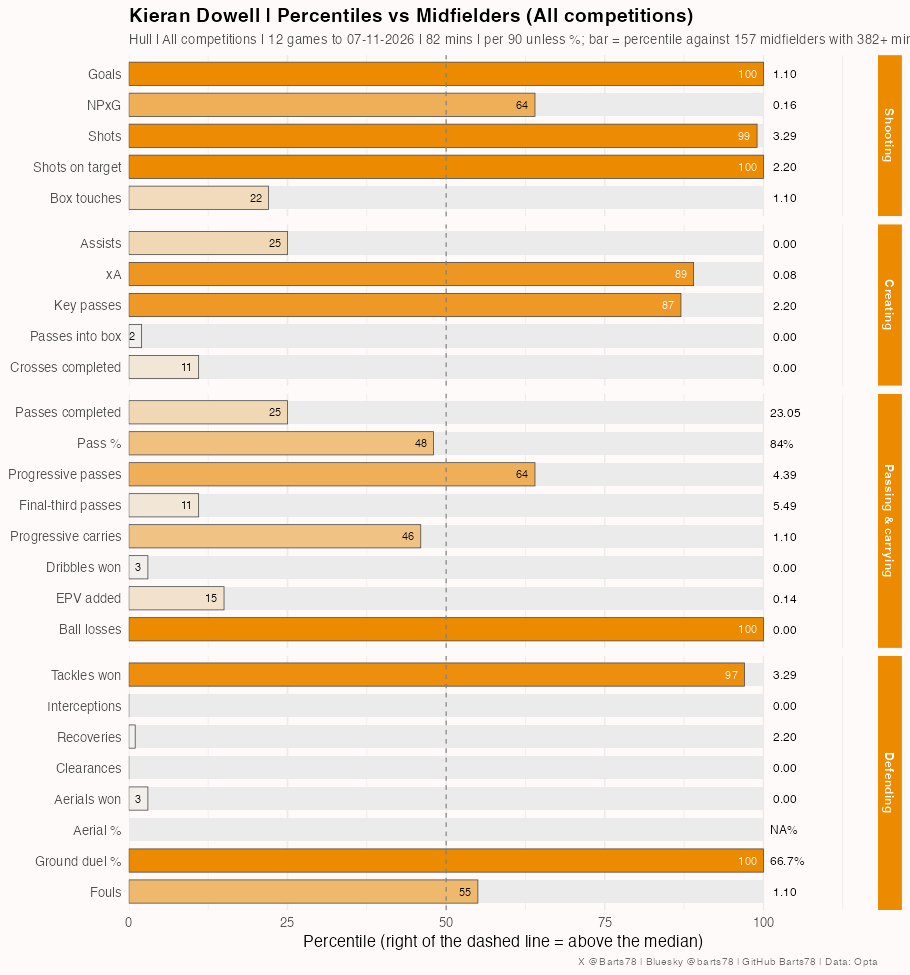 Kieran Dowell | Percentiles vs Midfielders (All competitions)
Hull | All competitions | 12 games to 07-11-2026 | 82 mins | per 90 unless %; bar = percentile against 157 midfielders with 382+ mi
Goals 100 1.10
NPxG 64 0.16
Shots 99 3.29
Shots on target 100 2.20
Box touches 22 1.10
Shooting
Assists 25 0.00
xA 89 0.08
Key passes 87 2.20
Passes into box 2 0.00
Crosses completed 11 0.00
Creating
Passes completed 25 23.05
Pass % 48 84%
Progressive passes 64 4.39
Final-third passes 11 5.49
Progressive carries 46 1.10
Dribbles won 3 0.00
EPV added 15 0.14
Ball losses 100 0.00
Passing & carrying
Tackles won 97 3.29
Interceptions 0.00
Recoveries 2.20
Clearances 0.00
Aerials won 3 0.00
Aerial % NA%
Ground duel % 100 66.7%
Fouls 55 1.10
Defending
0 25 50 75 100
Percentile (right of the dashed line = above the median)
X @Barts78 | Bluesky @barts78 | GitHub Barts78 | Data: Opta